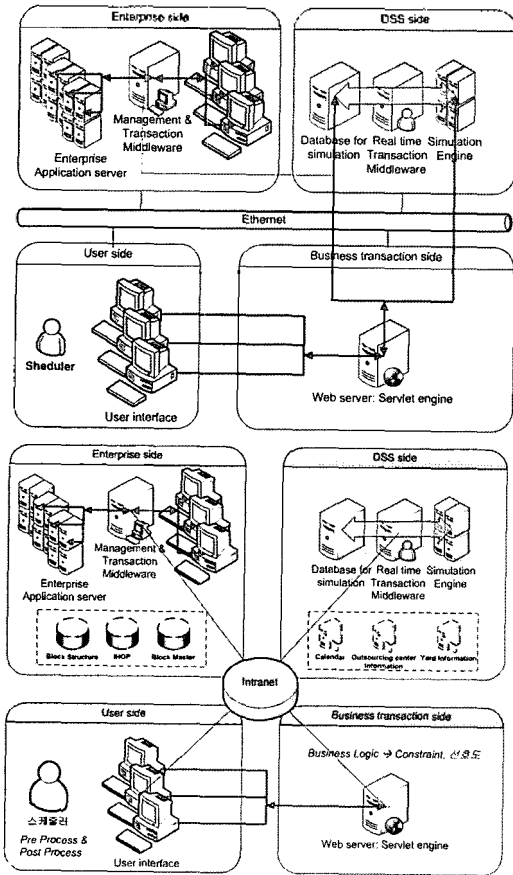 Enterprise side
Management &
Transaction
Middleware
Enterprise
Application server
DSS side
Database for
simulation
Real time
Transaction
Middleware
Simulation
Engine
Ethernet
User side
Sheduler
User interface
Business transaction side
Web server: Servlet engine
Enterprise side
Management &
Transaction
Middleware
Enterprise
Application server
Block Structure
IHOP
Block Master
DSS side
Database for
simulation
Real time
Transaction
Middleware
Simulation
Engine
Calendar
Outsourcing center
Information
Yard Information
Intranet
User side
스케줄러
Pre Process &
Post Process
User interface
Business transaction side
Business Logic → Constraint, 선호도
Web server: Servlet engine